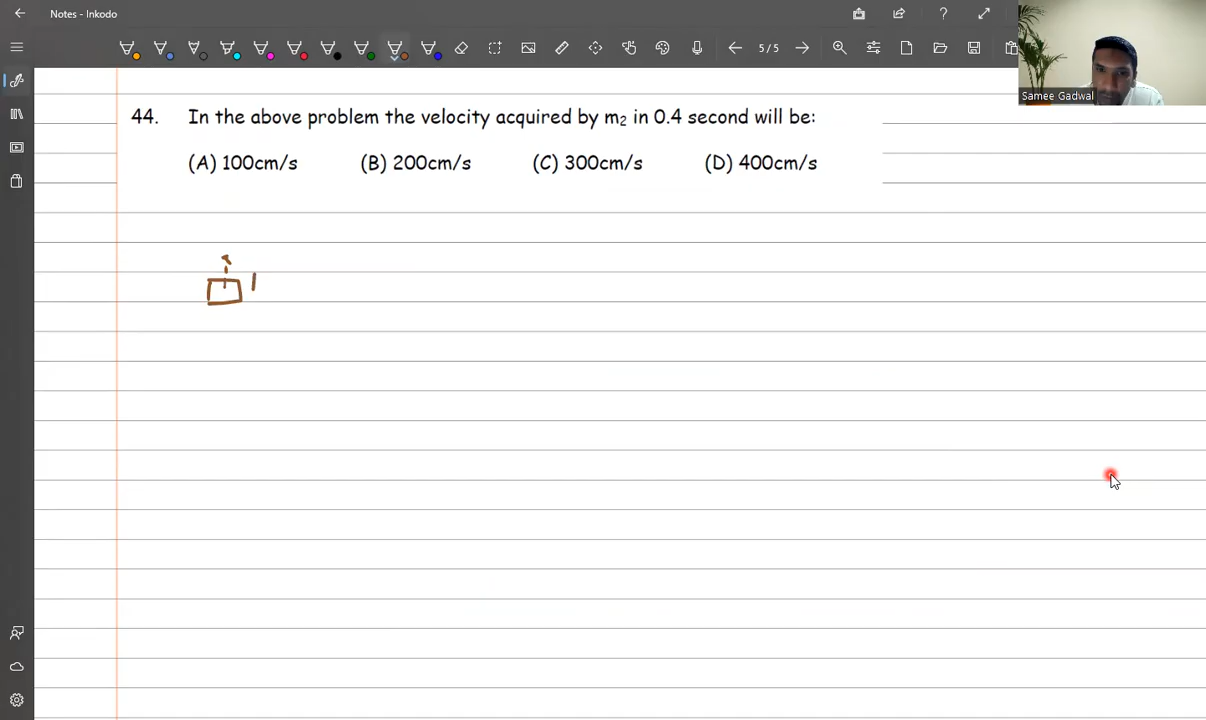 Notes - Inkodo
5/5
Samee Gadwal
44. In the above problem the velocity acquired by m₂ in 0.4 second will be:
(A) 100cm/s (B) 200cm/s (C) 300cm/s (D) 400cm/s